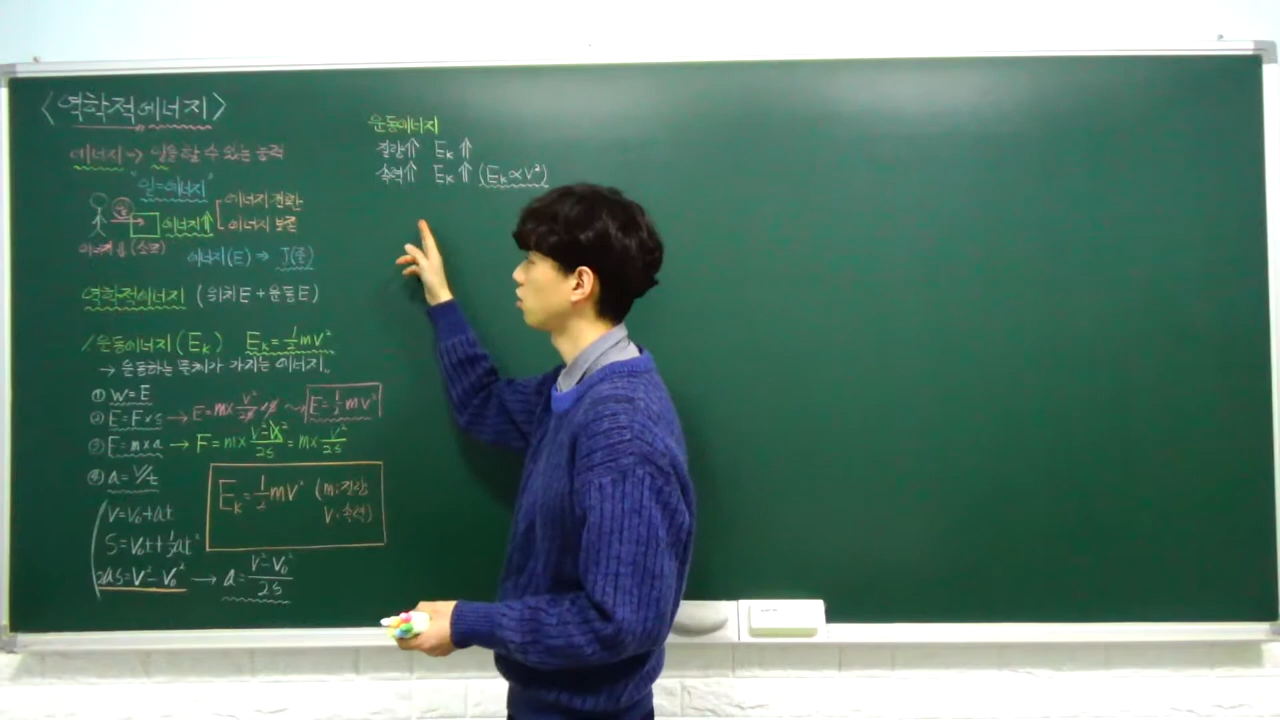 〈역학적에너지〉
에너지 → 일을 할 수 있는 능력
"일=에너지"
일
에너지⇑
에너지 전환
에너지 보존
(소모)
에너지(E) ⇒ J(줄)
역학적에너지 (위치E + 운동E)
1. 운동에너지(Eₖ) Eₖ=½mv²
→ 운동하는 물체가 가지는 에너지.
① W=E
② E=F×s → E=m×v²/2s×s ~→ E=½mv²
③ F=m×a → F=m×(v²-v₀²)/2s = m×v²/2s
④ a=v/t
Eₖ=½mv² (m:질량
v:속력)
v=v₀+at
S=v₀t+½at²
2as=v²-v₀² → a=(v²-v₀²)/2s
운동에너지
질량⇑ Eₖ⇑
속력⇑ Eₖ⇑ (Eₖ∝v²)